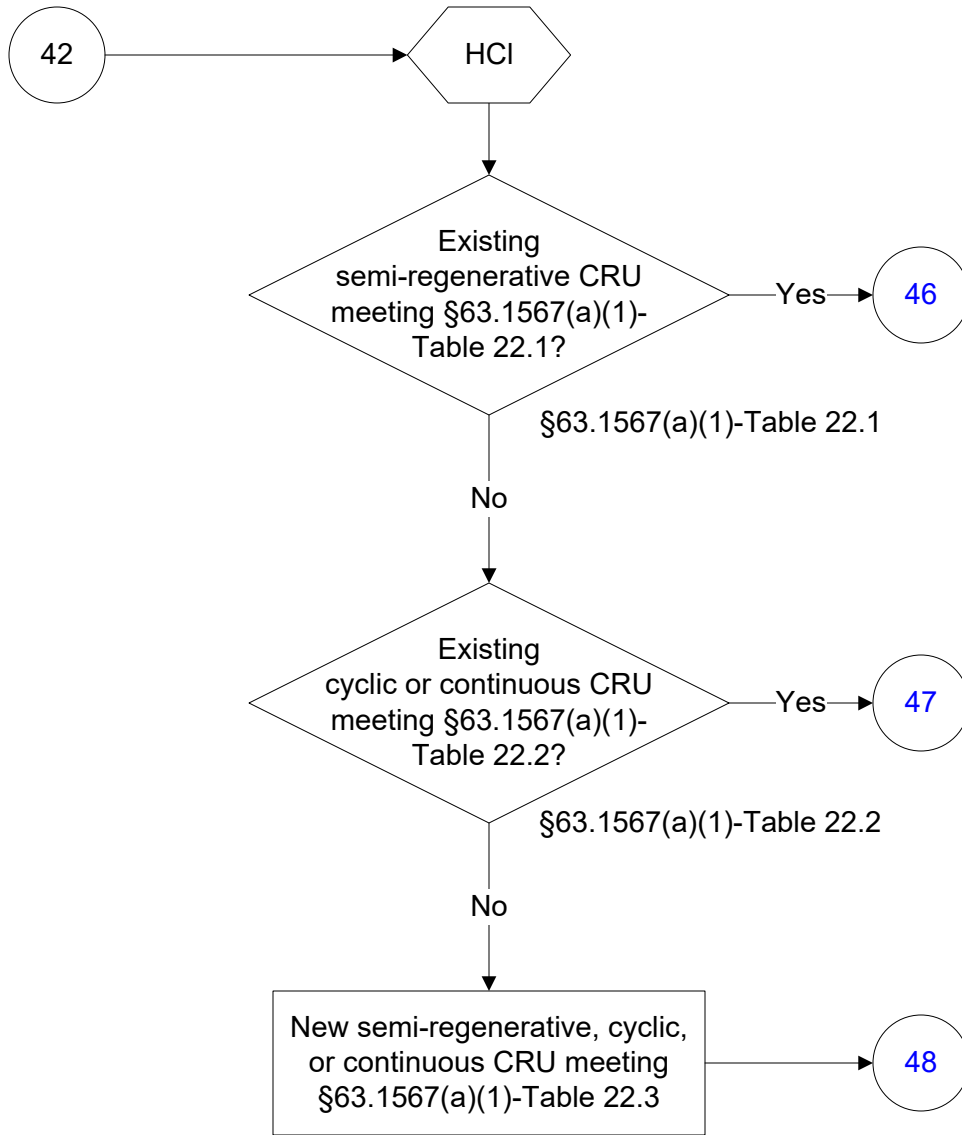 42
HCl
Existing
semi-regenerative CRU
meeting §63.1567(a)(1)-
Table 22.1?
Yes
46
§63.1567(a)(1)-Table 22.1
No
Existing
cyclic or continuous CRU
meeting §63.1567(a)(1)-
Table 22.2?
Yes
47
§63.1567(a)(1)-Table 22.2
No
New semi-regenerative, cyclic,
or continuous CRU meeting
§63.1567(a)(1)-Table 22.3
48